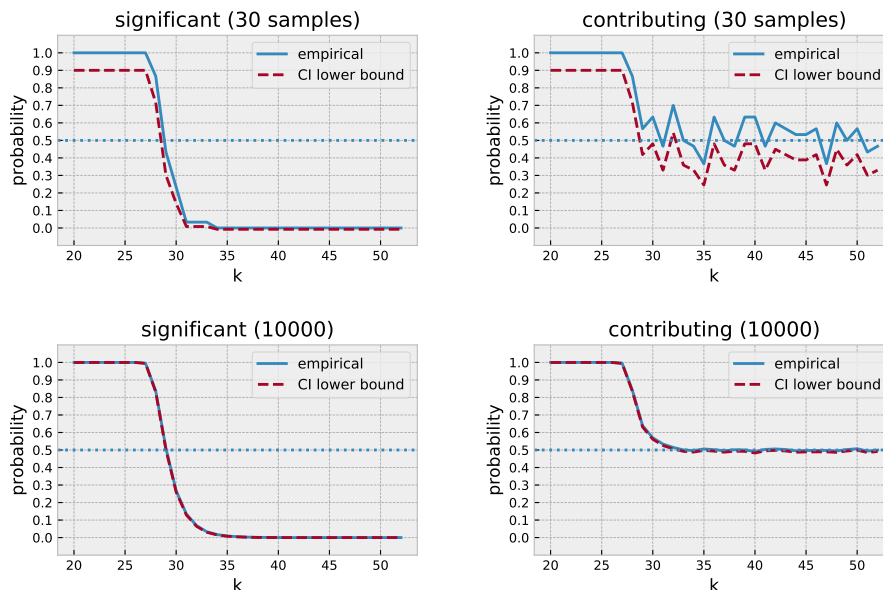 significant (30 samples)
contributing (30 samples)
1.0
0.9
0.8
0.7
0.6
0.5
0.4
0.3
0.2
0.1
0.0
probability
empirical
CI lower bound
20 25 30 35 40 45 50
k
1.0
0.9
0.8
0.7
0.6
0.5
0.4
0.3
0.2
0.1
0.0
probability
empirical
CI lower bound
20 25 30 35 40 45 50
k
significant (10000)
contributing (10000)
1.0
0.9
0.8
0.7
0.6
0.5
0.4
0.3
0.2
0.1
0.0
probability
empirical
CI lower bound
20 25 30 35 40 45 50
k
1.0
0.9
0.8
0.7
0.6
0.5
0.4
0.3
0.2
0.1
0.0
probability
empirical
CI lower bound
20 25 30 35 40 45 50
k